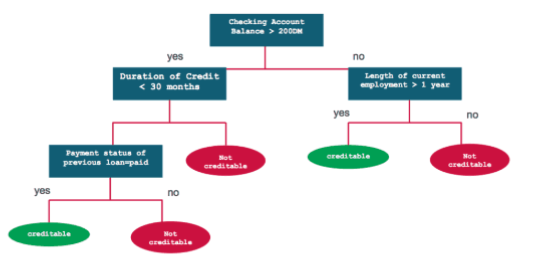 Checking Account
Balance > 200DM
yes
no
Duration of Credit
< 30 months
Length of current
employment > 1 year
yes
no
Payment status of
previous loan=paid
Not
creditable
creditable
Not
creditable
yes
no
creditable
Not
creditable